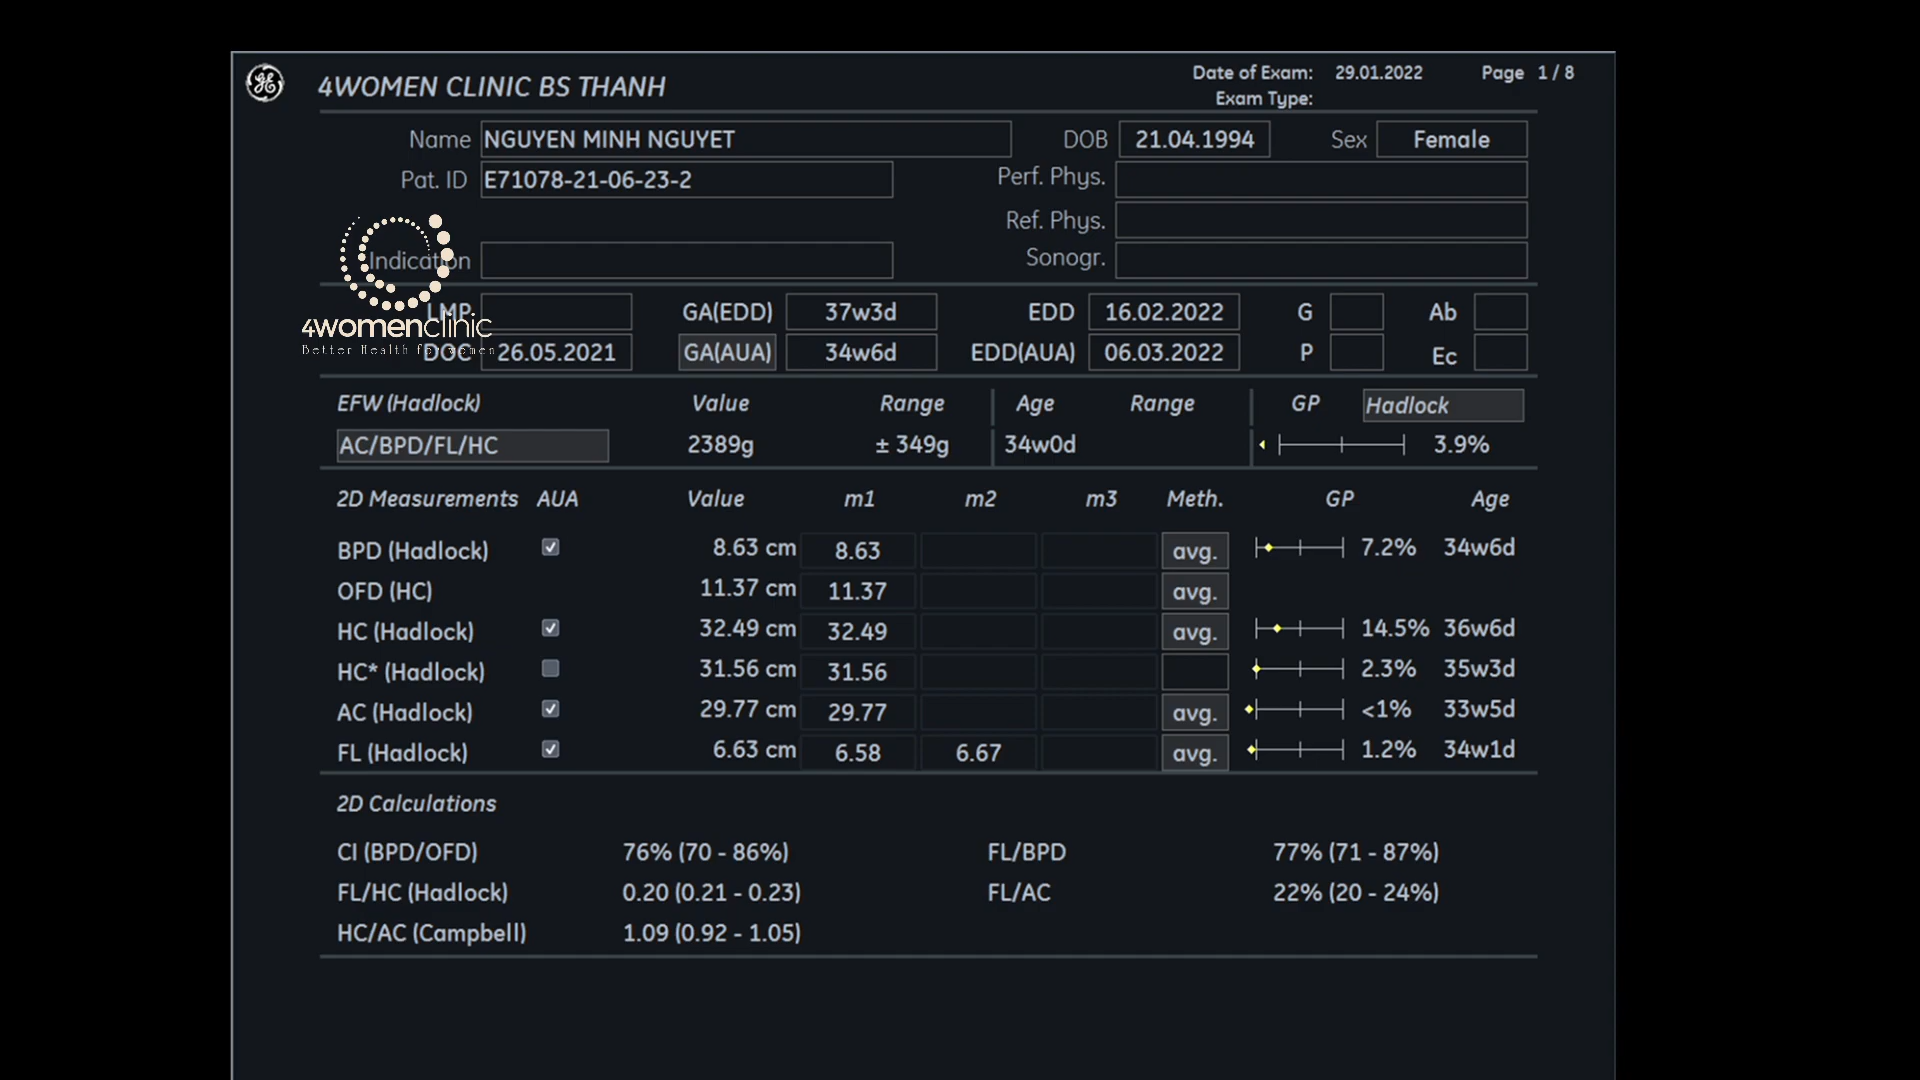 4WOMEN CLINIC BS THANH
Date of Exam: 29.01.2022 Page 1 / 8
Exam Type:
Name NGUYEN MINH NGUYET DOB 21.04.1994 Sex Female
Pat. ID E71078-21-06-23-2 Perf. Phys.
Ref. Phys.
Indication Sonogr.
LMP GA(EDD) 37w3d EDD 16.02.2022 G Ab
4womenclinic
Better Health for women
DOC 26.05.2021 GA(AUA) 34w6d EDD(AUA) 06.03.2022 P Ec
EFW (Hadlock) Value Range Age Range GP Hadlock
AC/BPD/FL/HC 2389g ± 349g 34w0d 3.9%
2D Measurements AUA Value m1 m2 m3 Meth. GP Age
BPD (Hadlock) 8.63 cm 8.63 avg. 7.2% 34w6d
OFD (HC) 11.37 cm 11.37 avg.
HC (Hadlock) 32.49 cm 32.49 avg. 14.5% 36w6d
HC* (Hadlock) 31.56 cm 31.56 2.3% 35w3d
AC (Hadlock) 29.77 cm 29.77 avg. <1% 33w5d
FL (Hadlock) 6.63 cm 6.58 6.67 avg. 1.2% 34w1d
2D Calculations
CI (BPD/OFD) 76% (70 - 86%) FL/BPD 77% (71 - 87%)
FL/HC (Hadlock) 0.20 (0.21 - 0.23) FL/AC 22% (20 - 24%)
HC/AC (Campbell) 1.09 (0.92 - 1.05)